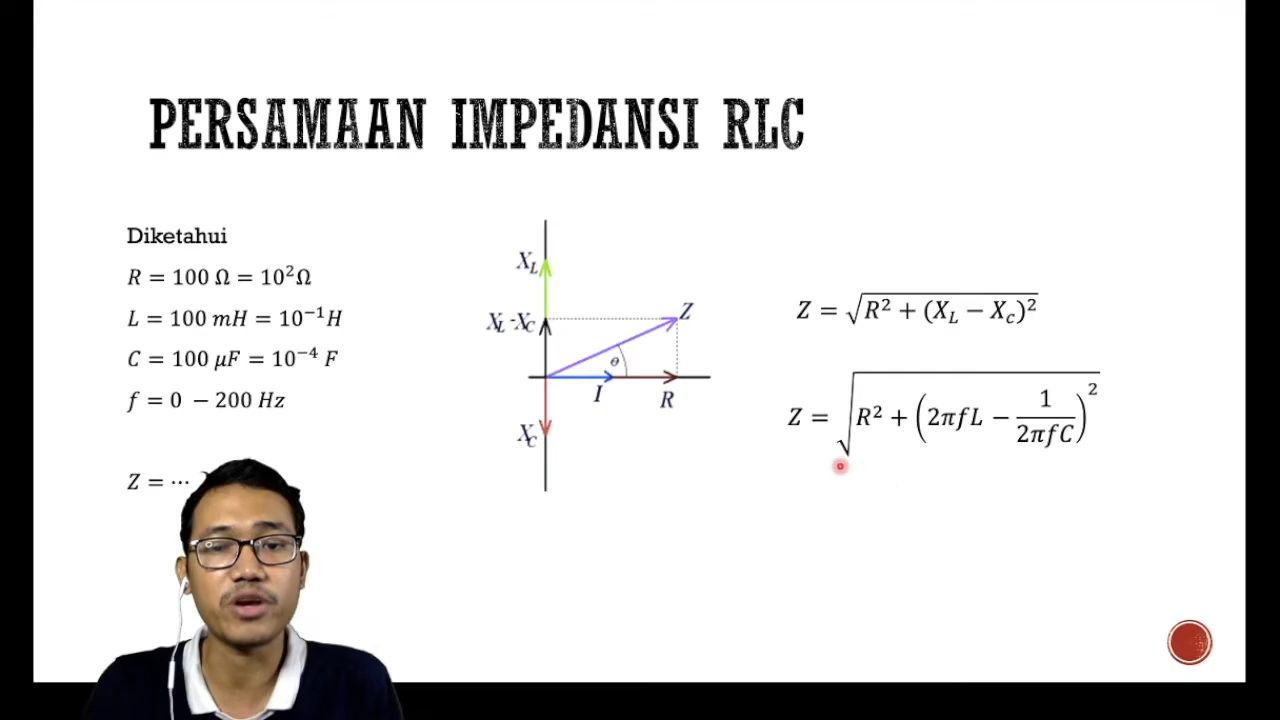 PERSAMAAN IMPEDANSI RLC
Diketahui
R = 100 Ω = 10²Ω
L = 100 mH = 10⁻¹H
C = 100 μF = 10⁻⁴ F
f = 0 − 200 Hz
Z = ⋯
X_L
X_L -X_C
Z
θ
I
R
X_C
Z = √(R² + (X_L − X_c)²)
Z = √(R² + (2πfL − 1/(2πfC))²)